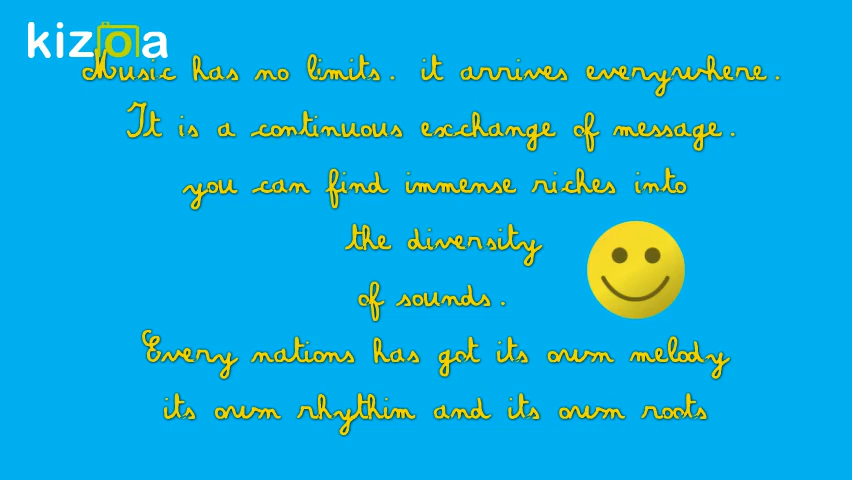 kizoa
Music has no limits. it arrives everywhere.
It is a continuous exchange of message.
you can find immense riches into
the diversity
of sounds.
Every nations has got its own melody
its own rhythim and its own roots